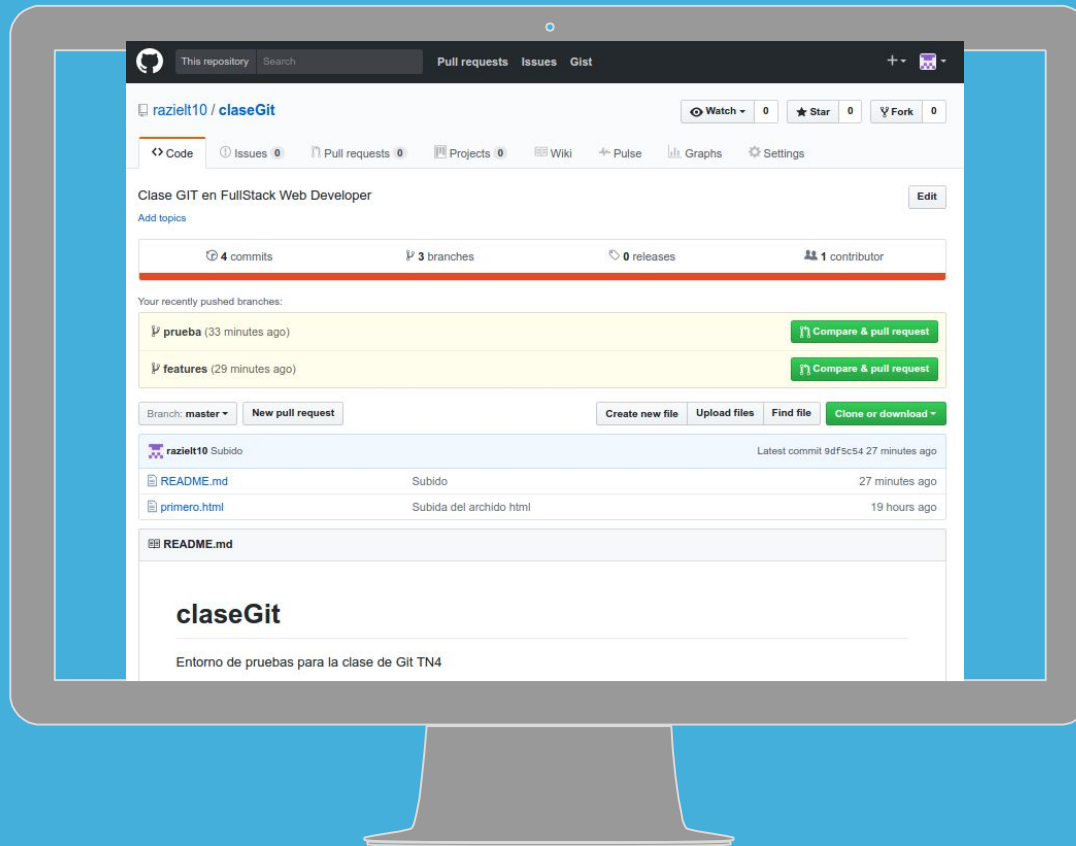 This repository Search Pull requests Issues Gist
razielt10 / claseGit Watch 0 Star 0 Fork 0
Code Issues 0 Pull requests 0 Projects 0 Wiki Pulse Graphs Settings
Clase GIT en FullStack Web Developer Edit
Add topics
4 commits 3 branches 0 releases 1 contributor
Your recently pushed branches:
prueba (33 minutes ago) Compare & pull request
features (29 minutes ago) Compare & pull request
Branch: master New pull request Create new file Upload files Find file Clone or download
razielt10 Subido Latest commit 9df5c54 27 minutes ago
README.md Subido 27 minutes ago
primero.html Subida del archido html 19 hours ago
README.md
claseGit
Entorno de pruebas para la clase de Git TN4